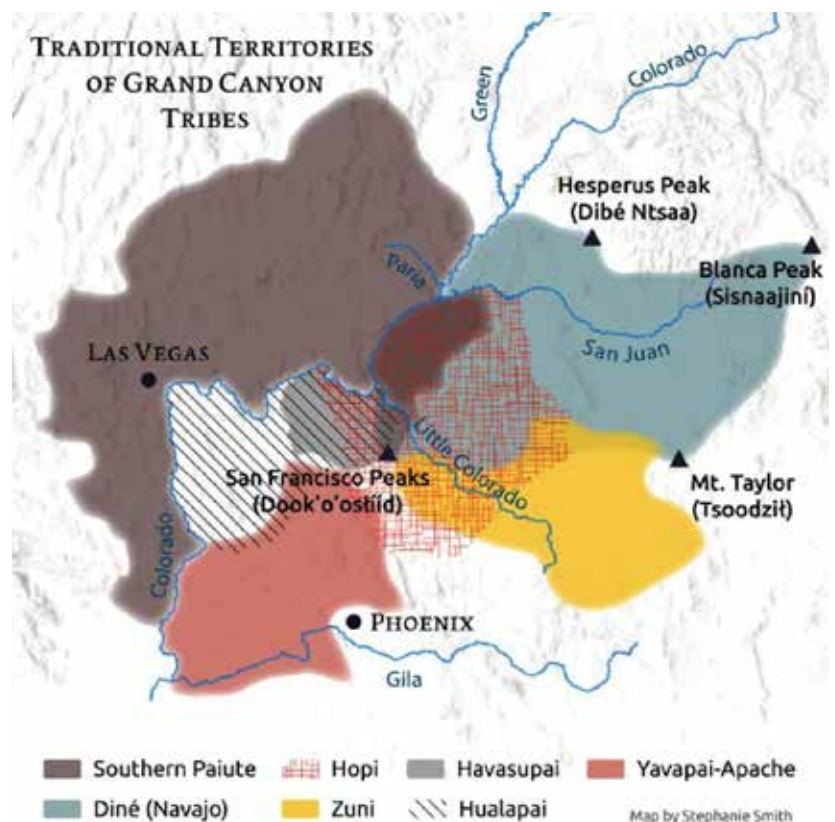 TRADITIONAL TERRITORIES
OF GRAND CANYON
TRIBES
Green
Colorado
Hesperus Peak
(Dibé Ntsaa)
Paria
Blanca Peak
(Sisnaajiní)
San Juan
LAS VEGAS
Little Colorado
San Francisco Peaks
(Dook'o'ostííd)
Mt. Taylor
(Tsoodził)
Colorado
PHOENIX
Gila
Southern Paiute
Hopi
Havasupai
Yavapai-Apache
Diné (Navajo)
Zuni
Hualapai
Map by Stephanie Smith